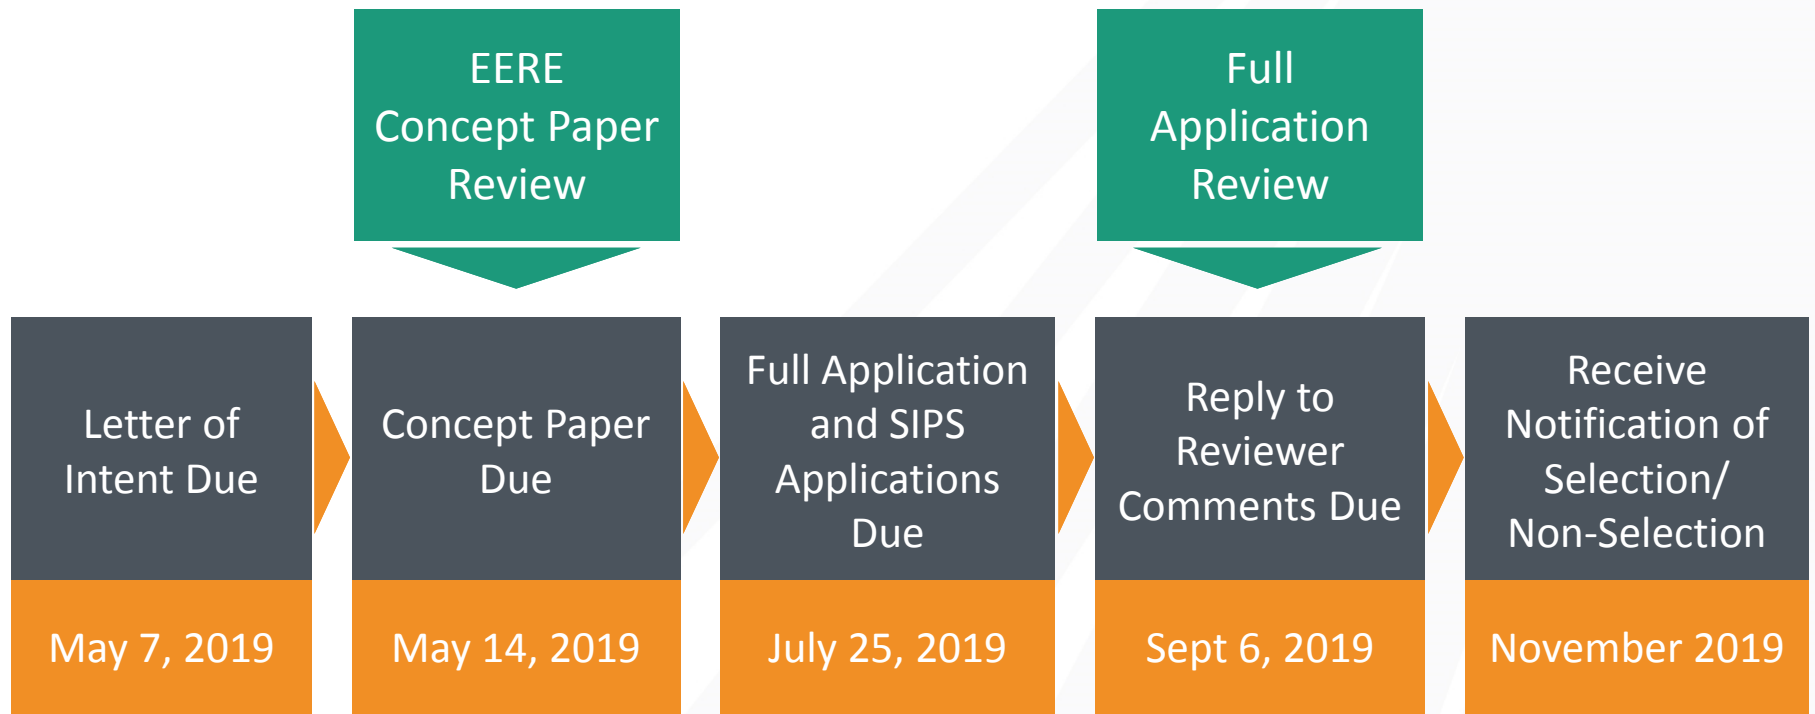 EERE
Concept Paper
Review
Full
Application
Review
Letter of
Intent Due
Concept Paper
Due
Full Application
and SIPS
Applications
Due
Reply to
Reviewer
Comments Due
Receive
Notification of
Selection/
Non-Selection
May 7, 2019
May 14, 2019
July 25, 2019
Sept 6, 2019
November 2019